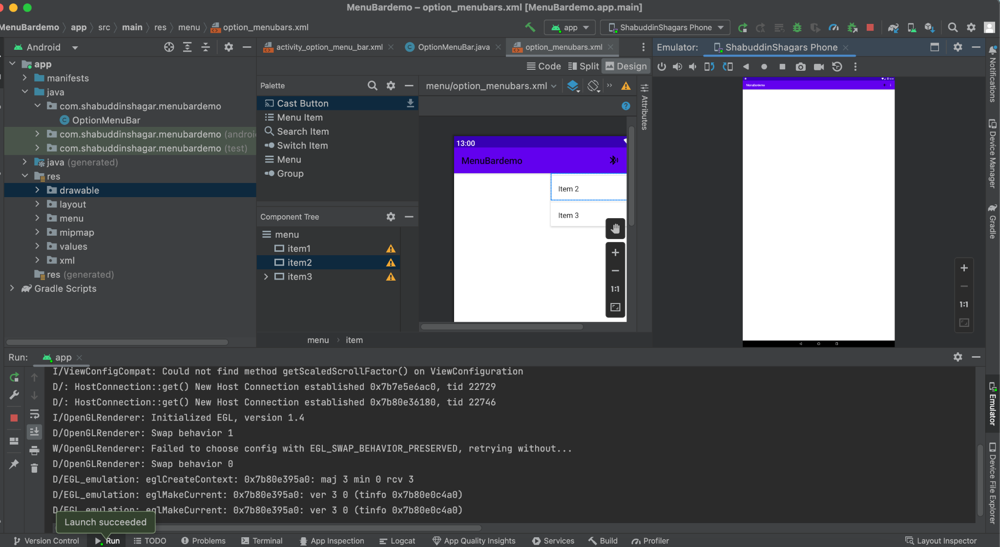 MenuBardemo – option_menubars.xml [MenuBardemo.app.main]
MenuBardemo app src main res menu option_menubars.xml
app
ShabuddinShagars Phone
Android
activity_option_menu_bar.xml
OptionMenuBar.java
option_menubars.xml
Emulator:
ShabuddinShagars Phone
Code
Split
Design
app
manifests
java
com.shabuddinshagar.menubardemo
OptionMenuBar
com.shabuddinshagar.menubardemo (androi
com.shabuddinshagar.menubardemo (test)
java (generated)
res
drawable
layout
menu
mipmap
values
xml
res (generated)
Gradle Scripts
Palette
Cast Button
Menu Item
Search Item
Switch Item
Menu
Group
Component Tree
menu
item1
item2
item3
menu/option_menubars.xml
Attributes
13:00
MenuBardemo
Item 2
Item 3
1:1
menu item
MenuBardemo
1:1
Notifications
Device Manager
Gradle
Emulator
Device File Explorer
Run:
app
I/ViewConfigCompat: Could not find method getScaledScrollFactor() on ViewConfiguration
D/: HostConnection::get() New Host Connection established 0x7b7e5e6ac0, tid 22729
D/: HostConnection::get() New Host Connection established 0x7b80e36180, tid 22746
I/OpenGLRenderer: Initialized EGL, version 1.4
D/OpenGLRenderer: Swap behavior 1
W/OpenGLRenderer: Failed to choose config with EGL_SWAP_BEHAVIOR_PRESERVED, retrying without...
D/OpenGLRenderer: Swap behavior 0
D/EGL_emulation: eglCreateContext: 0x7b80e395a0: maj 3 min 0 rcv 3
D/EGL_emulation: eglMakeCurrent: 0x7b80e395a0: ver 3 0 (tinfo 0x7b80e0c4a0)
D/EGL_emulation: eglMakeCurrent: 0x7b80e395a0: ver 3 0 (tinfo 0x7b80e0c4a0)
Launch succeeded
Version Control
Run
TODO
Problems
Terminal
App Inspection
Logcat
App Quality Insights
Services
Build
Profiler
Layout Inspector